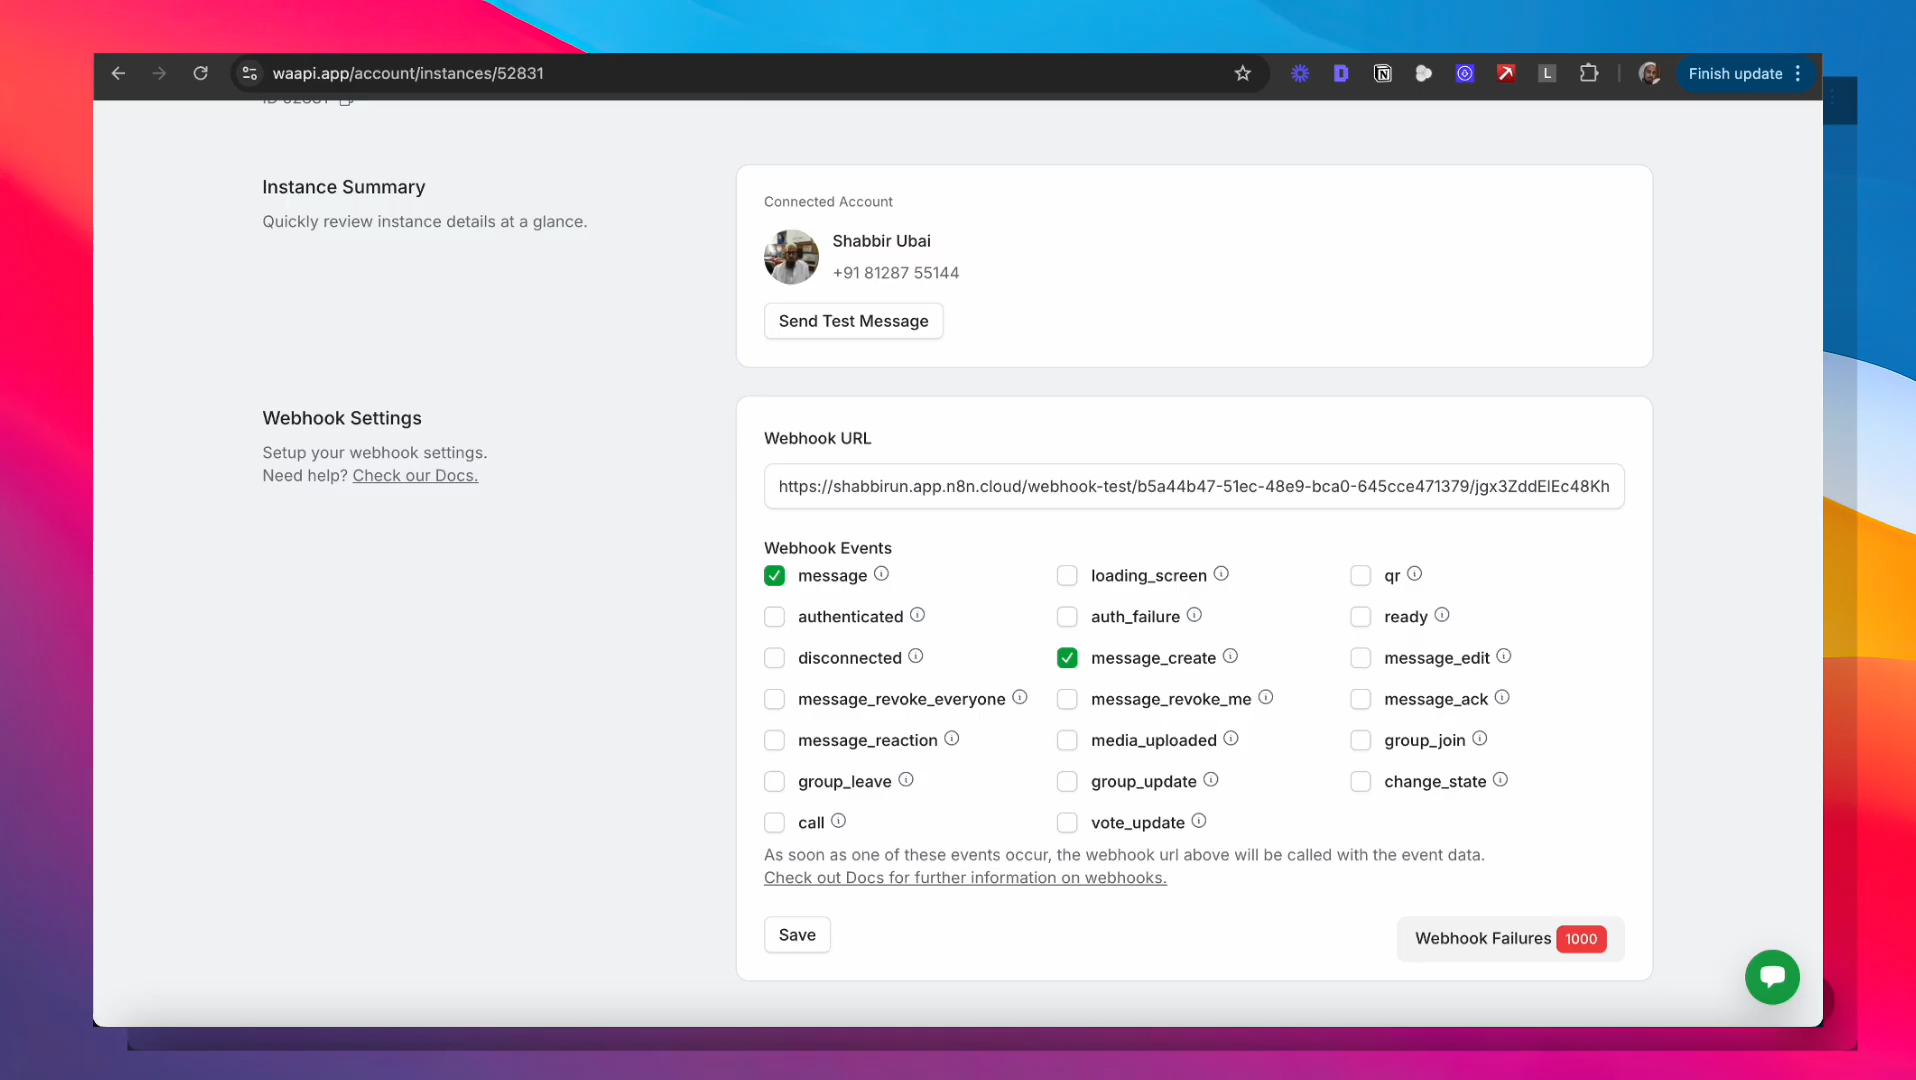 waapi.app/account/instances/52831
Finish update
ID 52831
Instance Summary
Quickly review instance details at a glance.
Connected Account
Shabbir Ubai
+91 81287 55144
Send Test Message
Webhook Settings
Setup your webhook settings.
Need help? Check our Docs.
Webhook URL
https://shabbirun.app.n8n.cloud/webhook-test/b5a44b47-51ec-48e9-bca0-645cce471379/jgx3ZddElEc48Kh
Webhook Events
message loading_screen qr
authenticated auth_failure ready
disconnected message_create message_edit
message_revoke_everyone message_revoke_me message_ack
message_reaction media_uploaded group_join
group_leave group_update change_state
call vote_update
As soon as one of these events occur, the webhook url above will be called with the event data.
Check out Docs for further information on webhooks.
Save
Webhook Failures 1000